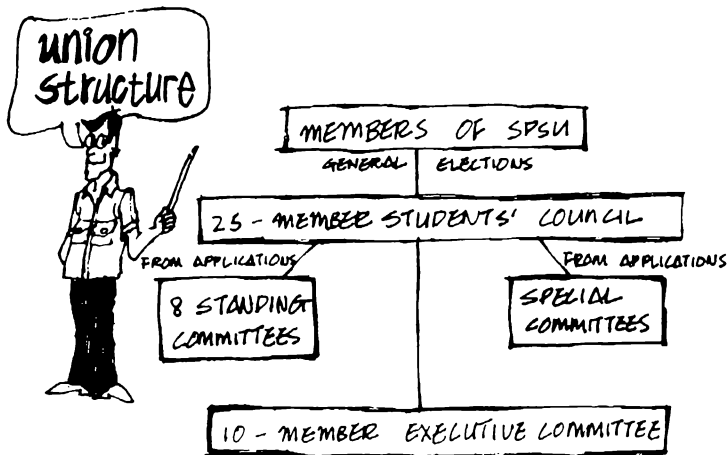 union
structure
MEMBERS OF SPSU
GENERAL ELECTIONS
25 - MEMBER STUDENTS' COUNCIL
FROM APPLICATIONS
FROM APPLICATIONS
8 STANDING
COMMITTEES
SPECIAL
COMMITTEES
10 - MEMBER EXECUTIVE COMMITTEE